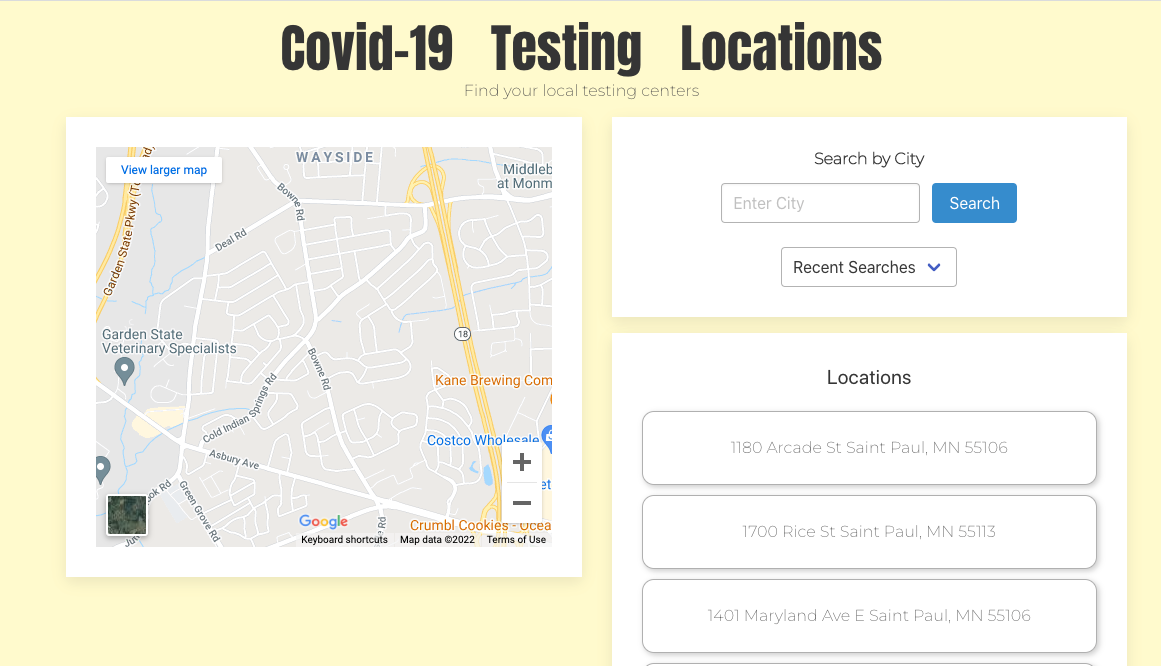 Covid-19 Testing Locations
Find your local testing centers
View larger map
WAYSIDE
Bowne Rd
Deal Rd
Garden State Pkwy
18
Garden State
Veterinary Specialists
Bowne Rd
Kane Brewing Com
Cold Indian Springs Rd
Costco Wholesale
Asbury Ave
Green Grove Rd
Google
Crumbl Cookies - Ocea
Keyboard shortcuts
Map data ©2022
Terms of Use
Search by City
Enter City
Search
Recent Searches
Locations
1180 Arcade St Saint Paul, MN 55106
1700 Rice St Saint Paul, MN 55113
1401 Maryland Ave E Saint Paul, MN 55106